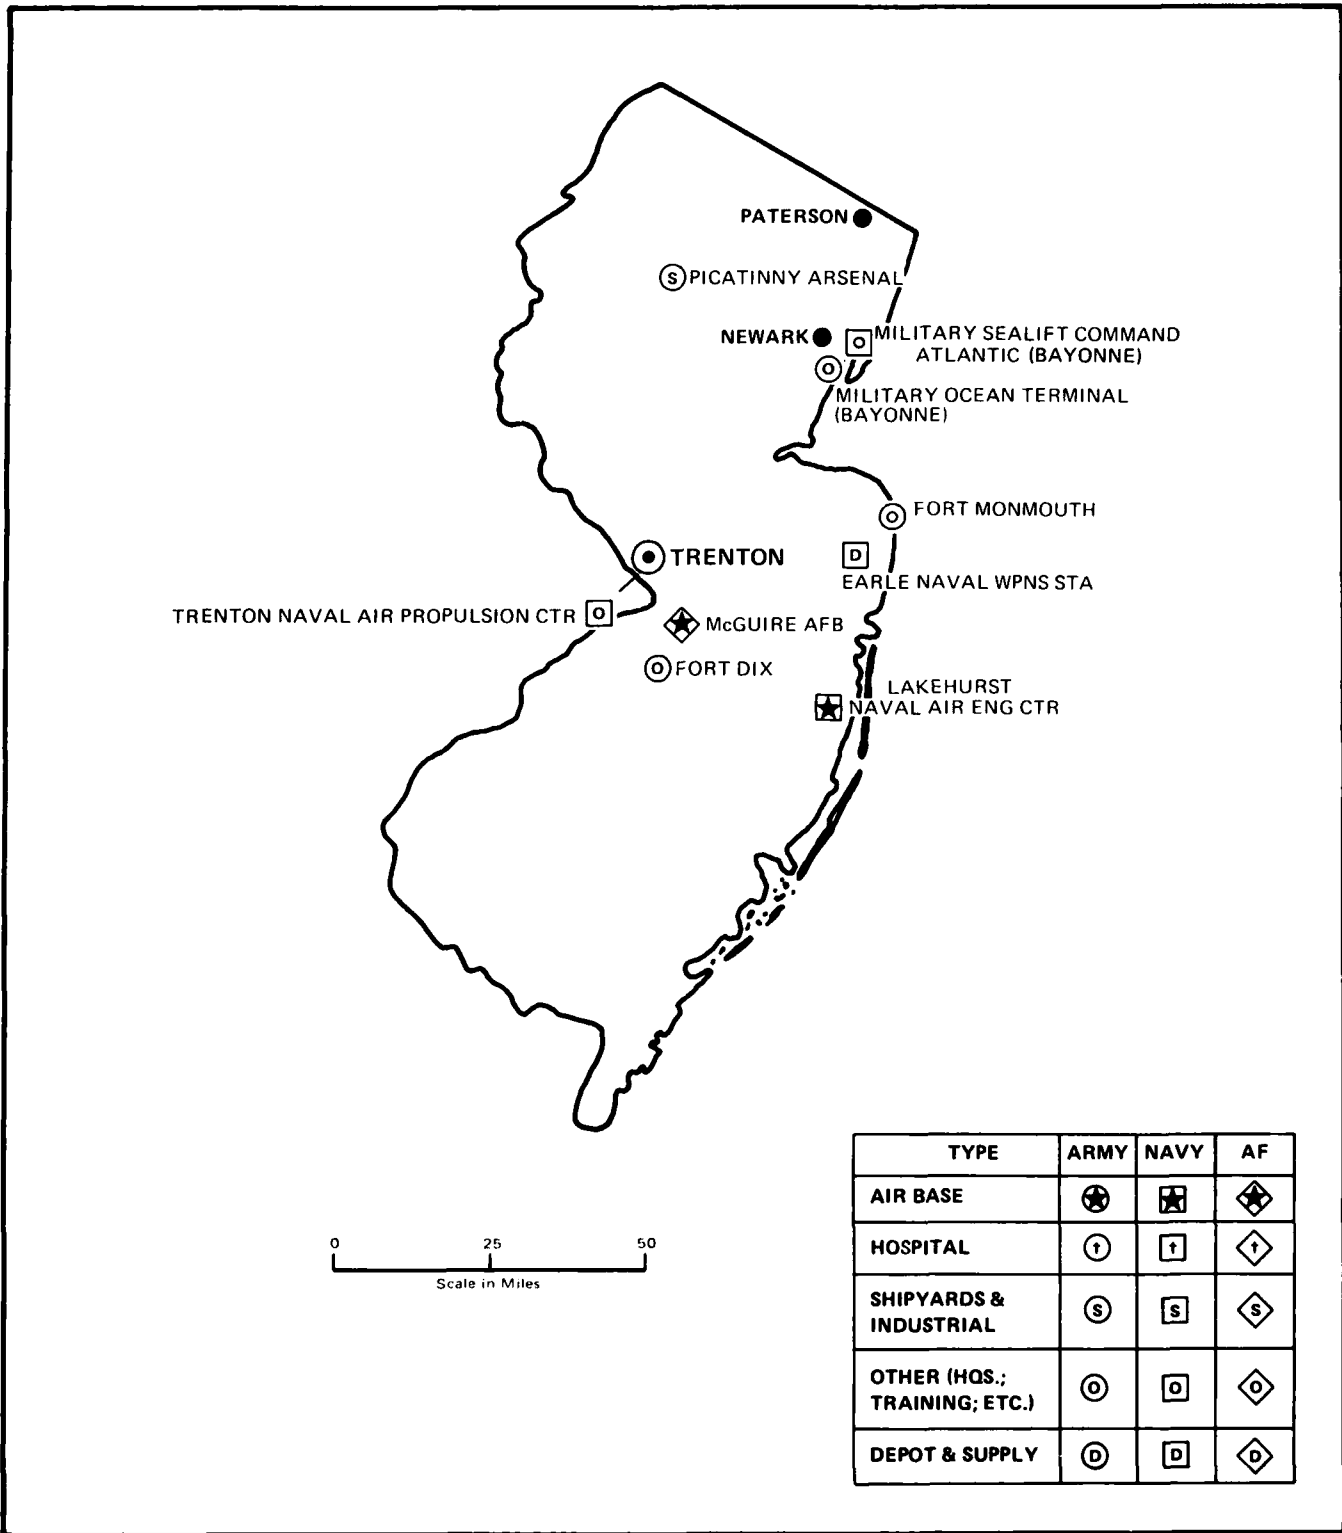 PATERSON
S PICATINNY ARSENAL
NEWARK
O MILITARY SEALIFT COMMAND
ATLANTIC (BAYONNE)
O
MILITARY OCEAN TERMINAL
(BAYONNE)
O FORT MONMOUTH
TRENTON
D
EARLE NAVAL WPNS STA
TRENTON NAVAL AIR PROPULSION CTR O
McGUIRE AFB
O FORT DIX
LAKEHURST
NAVAL AIR ENG CTR
0 25 50
Scale in Miles
TYPE ARMY NAVY AF
AIR BASE
HOSPITAL † † †
SHIPYARDS &
INDUSTRIAL S S S
OTHER (HQS.;
TRAINING; ETC.) O O O
DEPOT & SUPPLY D D D